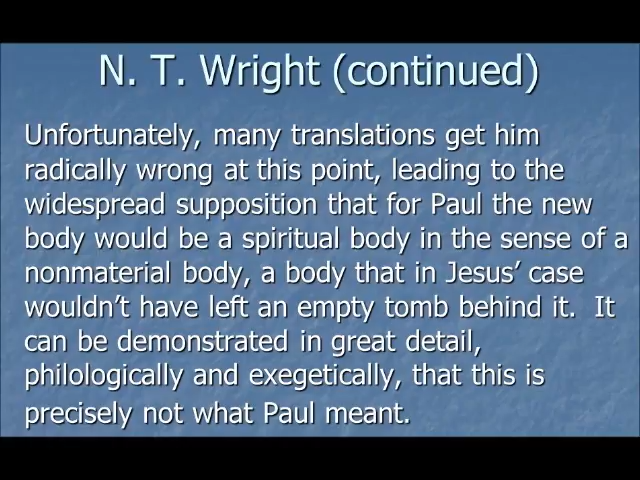 N. T. Wright (continued)
Unfortunately, many translations get him
radically wrong at this point, leading to the
widespread supposition that for Paul the new
body would be a spiritual body in the sense of a
nonmaterial body, a body that in Jesus’ case
wouldn’t have left an empty tomb behind it.  It
can be demonstrated in great detail,
philologically and exegetically, that this is
precisely not what Paul meant.